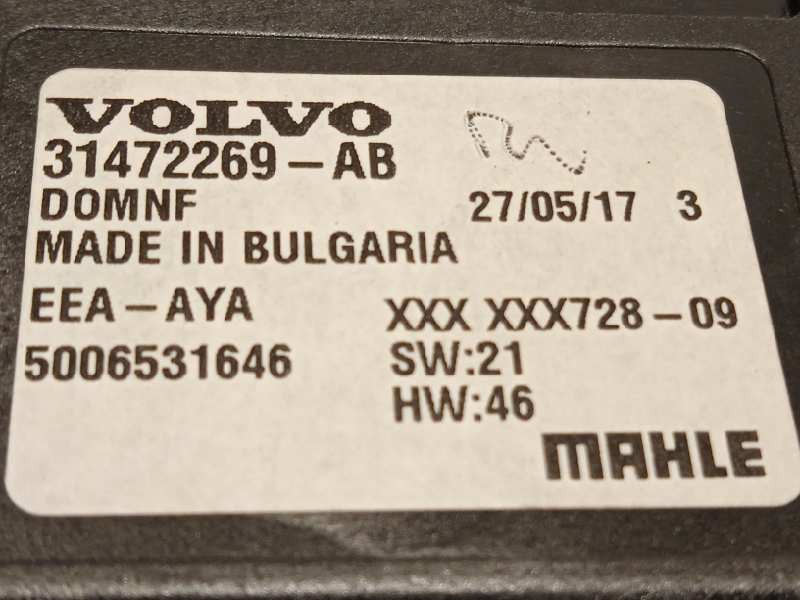 VOLVO
31472269-AB
DOMNF 27/05/17 3
MADE IN BULGARIA
EEA-AYA XXX XXX728-09
5006531646 SW:21
HW:46
MAHLE